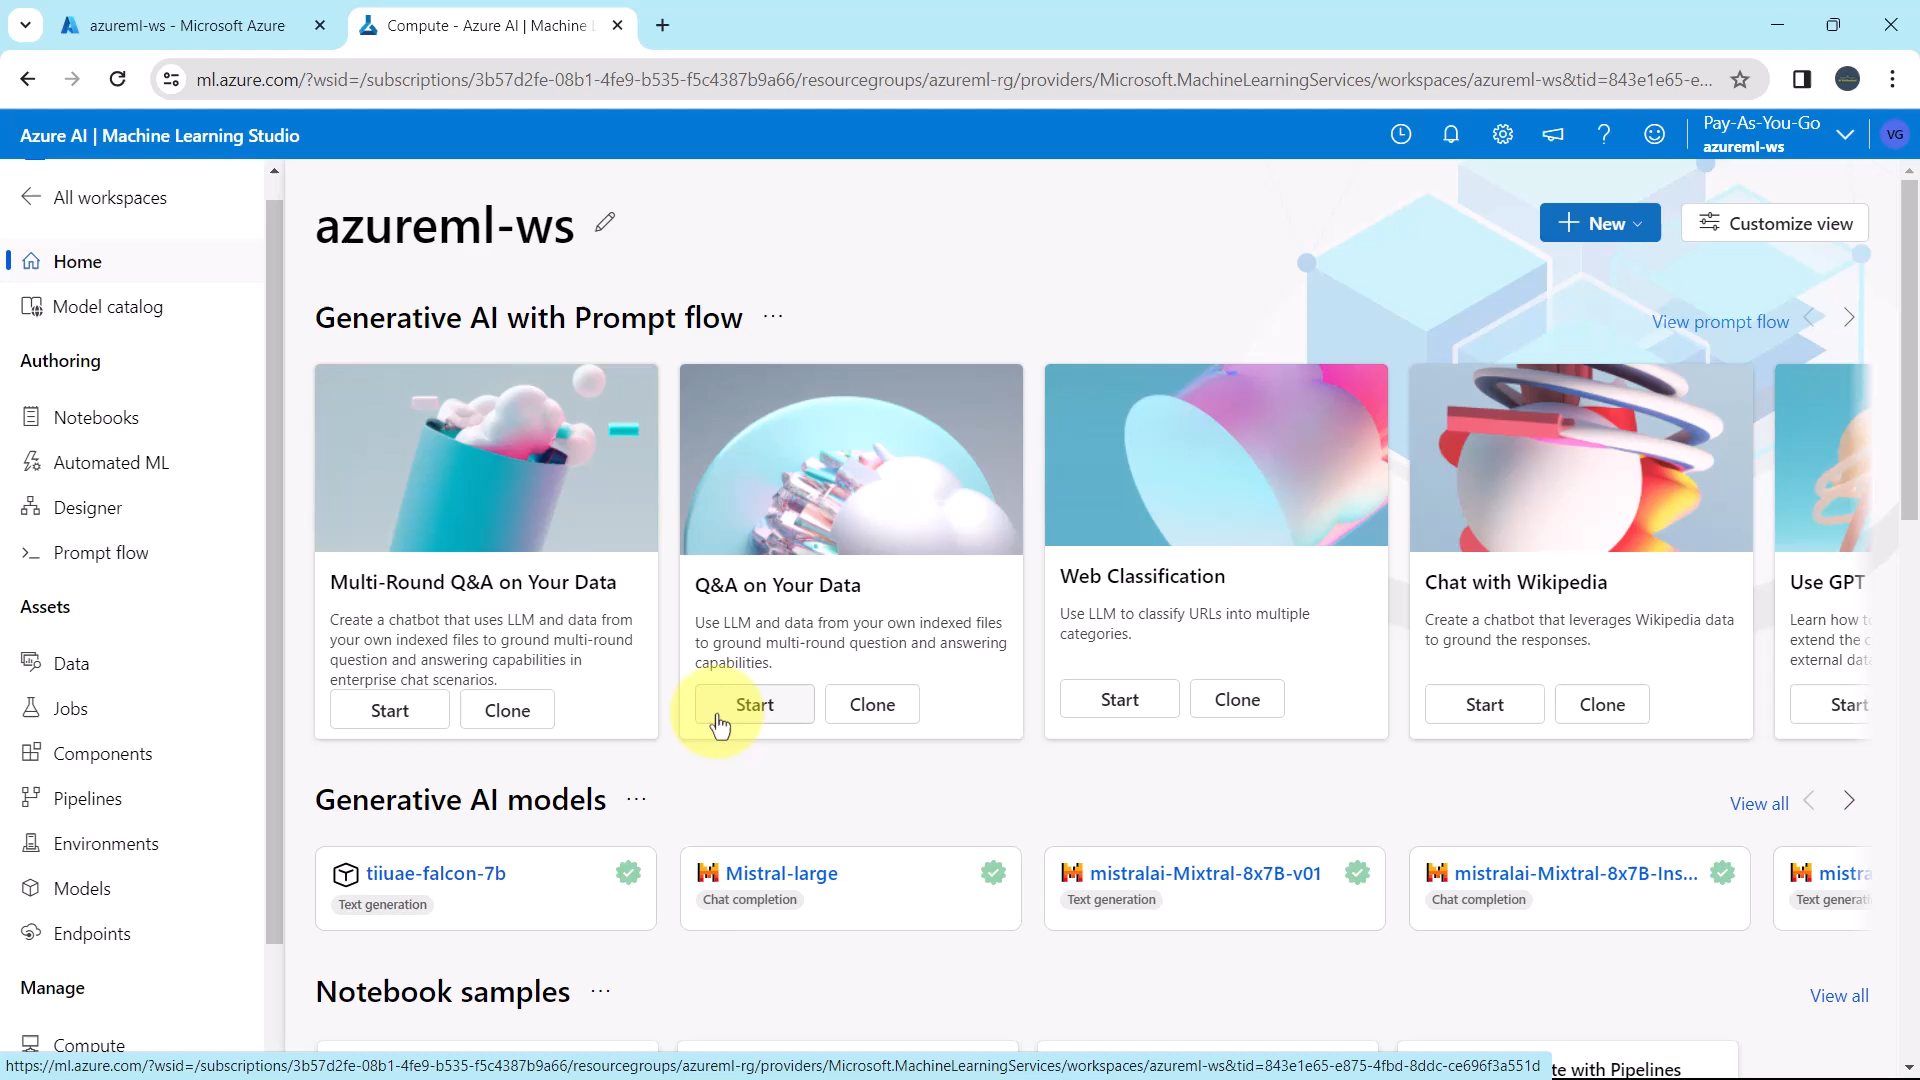 azureml-ws - Microsoft Azure
Compute - Azure AI | Machine
ml.azure.com/?wsid=/subscriptions/3b57d2fe-08b1-4fe9-b535-f5c4387b9a66/resourcegroups/azureml-rg/providers/Microsoft.MachineLearningServices/workspaces/azureml-ws&tid=843e1e65-e...
Azure AI | Machine Learning Studio
Pay-As-You-Go
azureml-ws
VG
All workspaces
Home
Model catalog
Authoring
Notebooks
Automated ML
Designer
Prompt flow
Assets
Data
Jobs
Components
Pipelines
Environments
Models
Endpoints
Manage
Compute
azureml-ws
New
Customize view
Generative AI with Prompt flow ...
View prompt flow
Multi-Round Q&A on Your Data
Create a chatbot that uses LLM and data from
your own indexed files to ground multi-round
question and answering capabilities in
enterprise chat scenarios.
Start
Clone
Q&A on Your Data
Use LLM and data from your own indexed files
to ground multi-round question and answering
capabilities.
Start
Clone
Web Classification
Use LLM to classify URLs into multiple
categories.
Start
Clone
Chat with Wikipedia
Create a chatbot that leverages Wikipedia data
to ground the responses.
Start
Clone
Use GPT
Learn how
extend the
external
Start
Generative AI models ...
View all
tiiuae-falcon-7b
Text generation
Mistral-large
Chat completion
mistralai-Mixtral-8x7B-v01
Text generation
mistralai-Mixtral-8x7B-Ins...
Chat completion
mistra
Text generati
Notebook samples ...
View all
te with Pipelines
https://ml.azure.com/?wsid=/subscriptions/3b57d2fe-08b1-4fe9-b535-f5c4387b9a66/resourcegroups/azureml-rg/providers/Microsoft.MachineLearningServices/workspaces/azureml-ws&tid=843e1e65-e875-4fbd-8ddc-ce696f3a551d